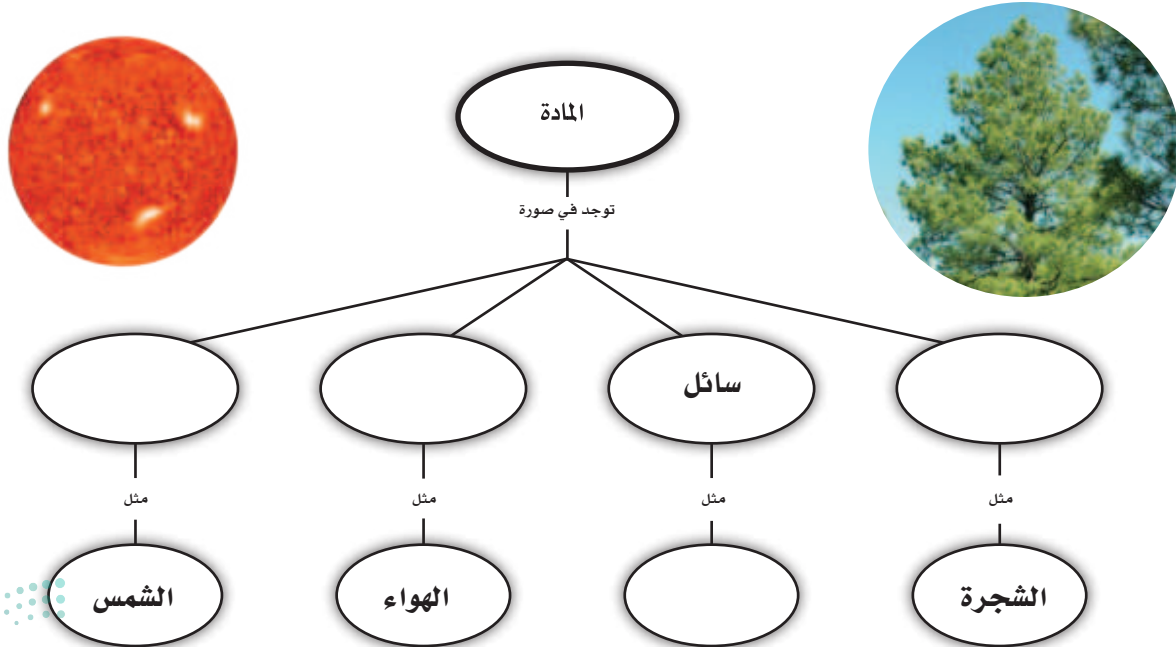 المادة
توجد في صورة
سائل
مثل مثل مثل مثل
الشجرة الهواء الشمس